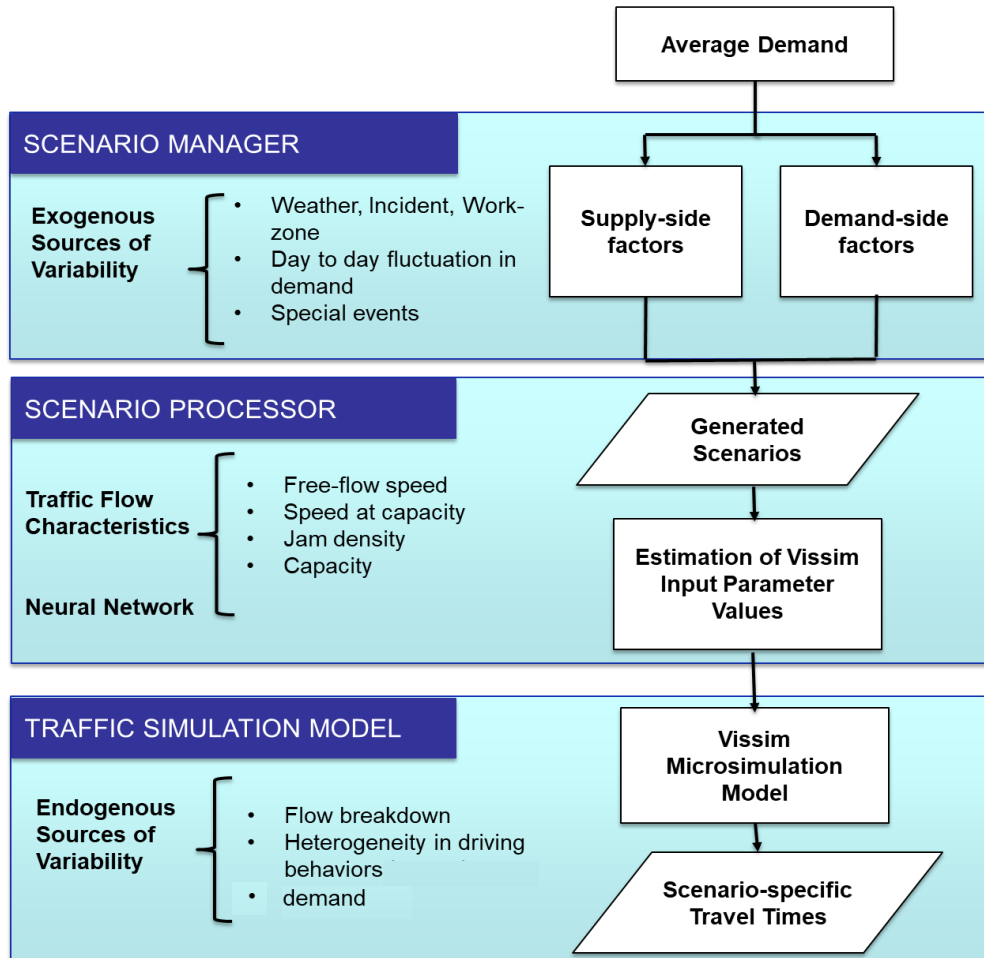 Average Demand
SCENARIO MANAGER
Exogenous
Sources of
Variability
• Weather, Incident, Work-
zone
• Day to day fluctuation in
demand
• Special events
Supply-side
factors
Demand-side
factors
SCENARIO PROCESSOR
Traffic Flow
Characteristics
Neural Network
• Free-flow speed
• Speed at capacity
• Jam density
• Capacity
Generated
Scenarios
Estimation of Vissim
Input Parameter
Values
TRAFFIC SIMULATION MODEL
Endogenous
Sources of
Variability
• Flow breakdown
• Heterogeneity in driving
behaviors
• demand
Vissim
Microsimulation
Model
Scenario-specific
Travel Times